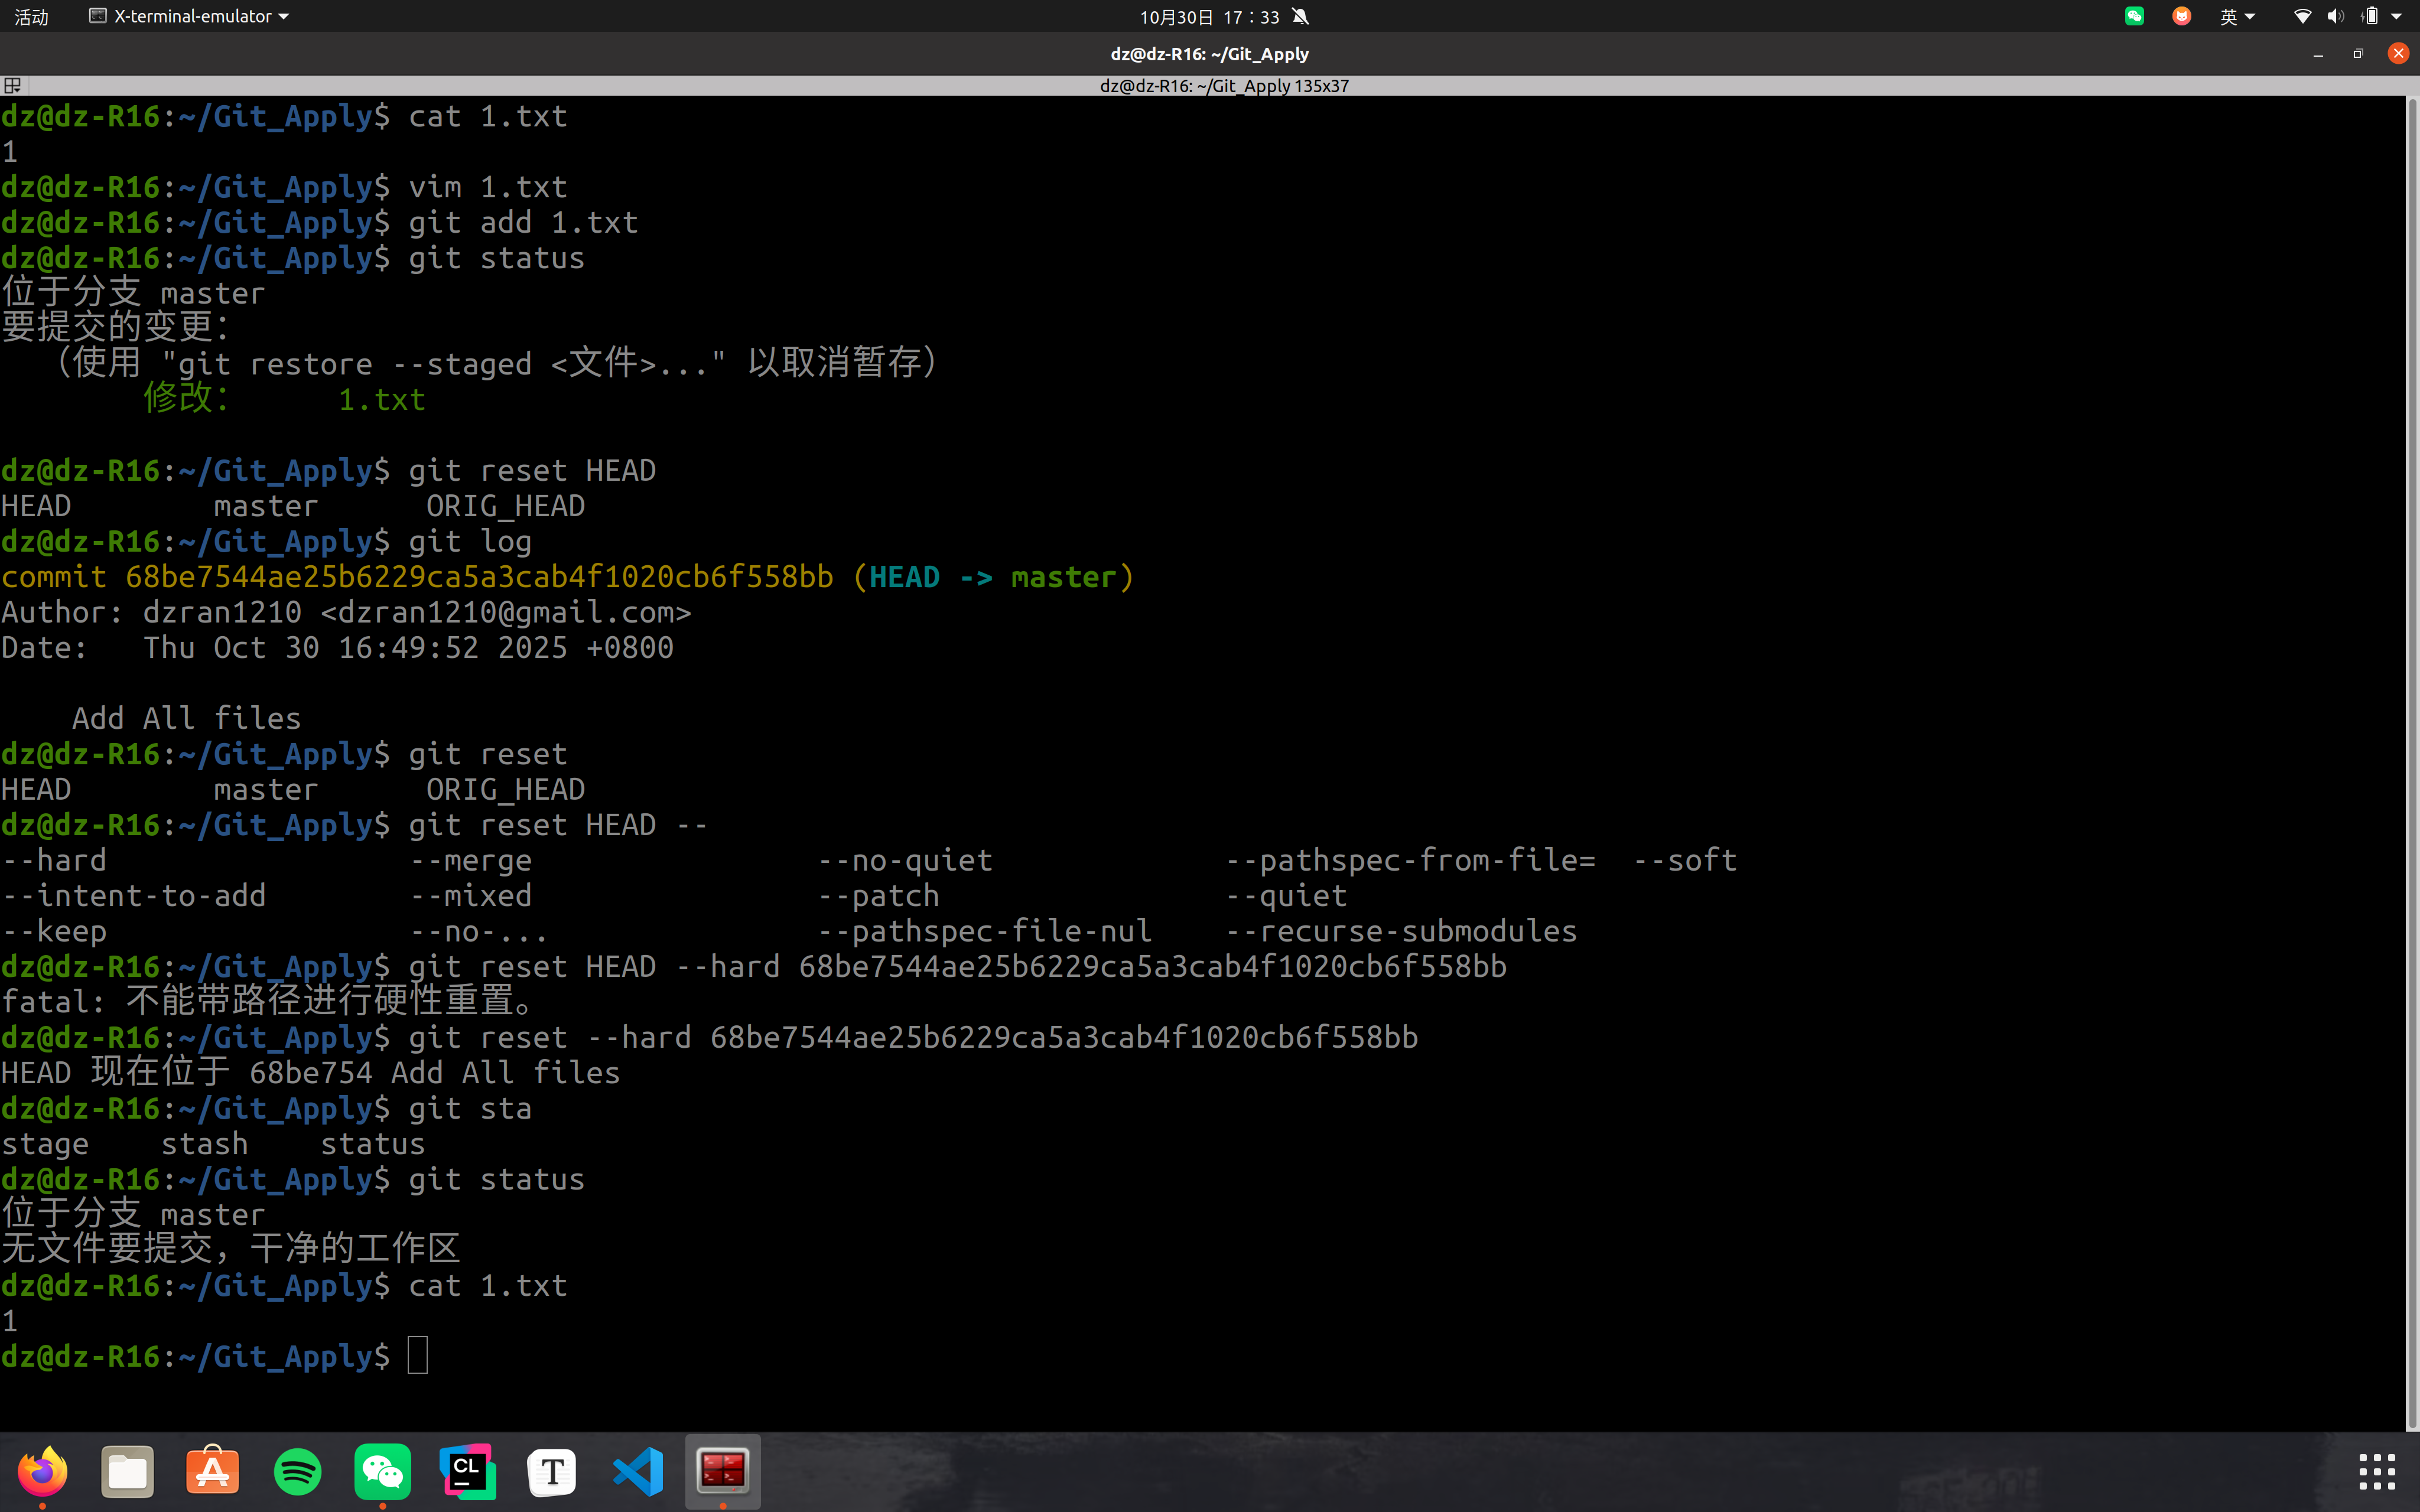 活动 X-terminal-emulator 10月30日 17：33 英
dz@dz-R16: ~/Git_Apply
dz@dz-R16: ~/Git_Apply 135x37
dz@dz-R16:~/Git_Apply$ cat 1.txt
1
dz@dz-R16:~/Git_Apply$ vim 1.txt
dz@dz-R16:~/Git_Apply$ git add 1.txt
dz@dz-R16:~/Git_Apply$ git status
位于分支 master
要提交的变更：
（使用 "git restore --staged <文件>..." 以取消暂存）
修改： 1.txt
dz@dz-R16:~/Git_Apply$ git reset HEAD
HEAD master ORIG_HEAD
dz@dz-R16:~/Git_Apply$ git log
commit 68be7544ae25b6229ca5a3cab4f1020cb6f558bb (HEAD -> master)
Author: dzran1210 <dzran1210@gmail.com>
Date: Thu Oct 30 16:49:52 2025 +0800
Add All files
dz@dz-R16:~/Git_Apply$ git reset
HEAD master ORIG_HEAD
dz@dz-R16:~/Git_Apply$ git reset HEAD --
--hard --merge --no-quiet --pathspec-from-file= --soft
--intent-to-add --mixed --patch --quiet
--keep --no-... --pathspec-file-nul --recurse-submodules
dz@dz-R16:~/Git_Apply$ git reset HEAD --hard 68be7544ae25b6229ca5a3cab4f1020cb6f558bb
fatal: 不能带路径进行硬性重置。
dz@dz-R16:~/Git_Apply$ git reset --hard 68be7544ae25b6229ca5a3cab4f1020cb6f558bb
HEAD 现在位于 68be754 Add All files
dz@dz-R16:~/Git_Apply$ git sta
stage stash status
dz@dz-R16:~/Git_Apply$ git status
位于分支 master
无文件要提交，干净的工作区
dz@dz-R16:~/Git_Apply$ cat 1.txt
1
dz@dz-R16:~/Git_Apply$
CL T